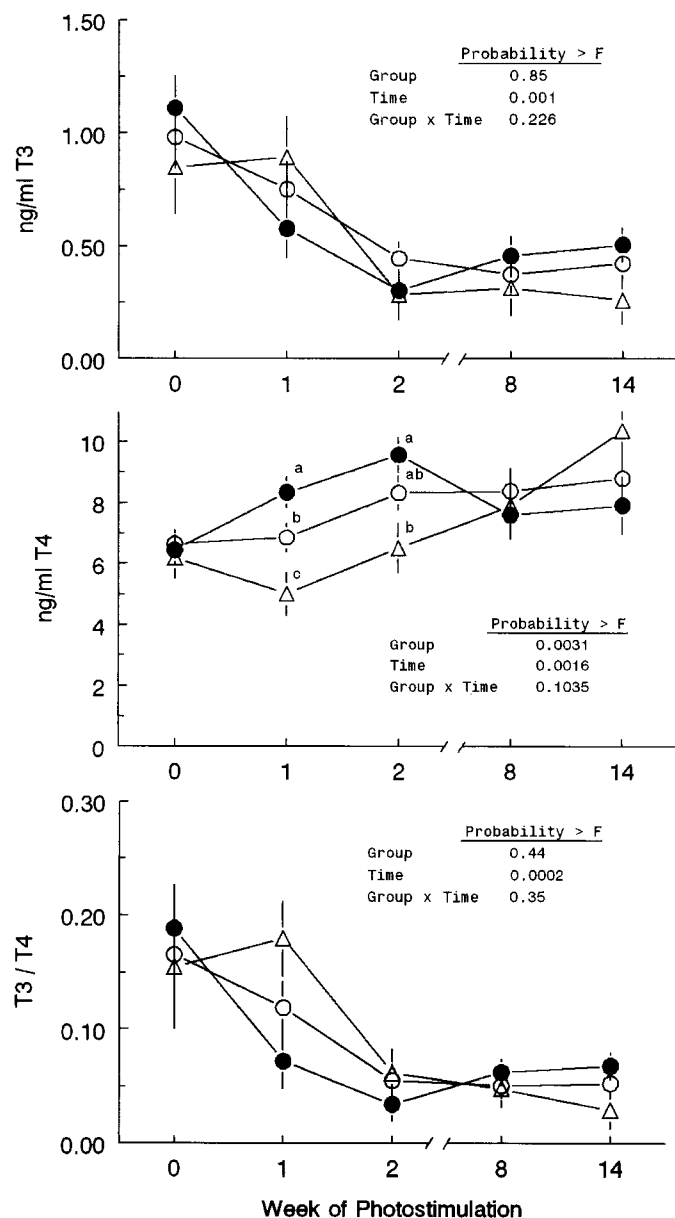 1.50
Probability > F
Group 0.85
Time 0.001
Group x Time 0.226
1.00
ng/ml T3
0.50
0.00
0 1 2 8 14
10
a a
ab
8
b
b
6
c
ng/ml T4
4
Probability > F
Group 0.0031
Time 0.0016
Group x Time 0.1035
2
0
0 1 2 8 14
0.30
Probability > F
Group 0.44
Time 0.0002
Group x Time 0.35
0.20
T3 / T4
0.10
0.00
0 1 2 8 14
Week of Photostimulation